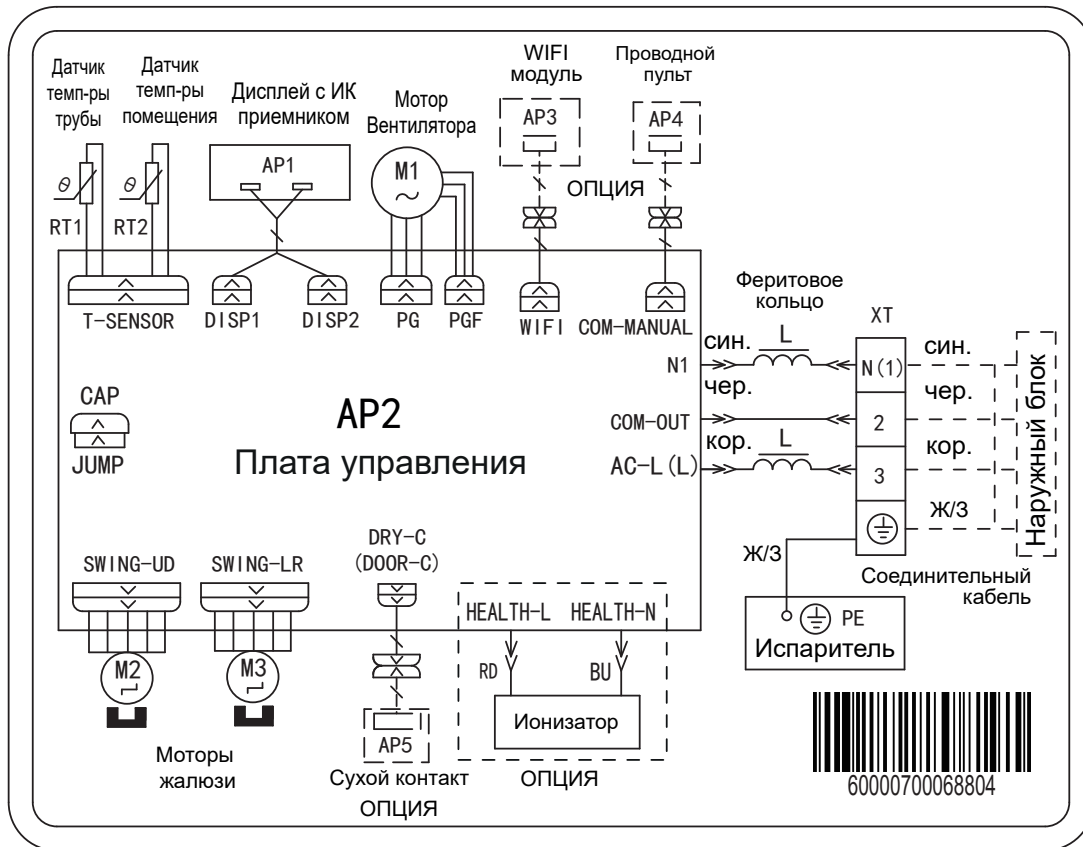 Датчик
темп-ры
трубы
Датчик
темп-ры
помещения
Дисплей с ИК
приемником
Мотор
Вентилятора
WIFI
модуль
Проводной
пульт
AP1
M1
~
AP3
AP4
ОПЦИЯ
θ
RT1
θ
RT2
T-SENSOR
DISP1
DISP2
PG
PGF
WIFI
COM-MANUAL
Феритовое
кольцо
XT
N1
син.
L
N(1)
син.
чер.
чер.
COM-OUT
2
кор.
L
кор.
AC-L(L)
3
Ж/З
Наружный блок
CAP
JUMP
AP2
Плата управления
Ж/З
Соединительный
кабель
PE
Испаритель
SWING-UD
SWING-LR
DRY-C
(DOOR-C)
HEALTH-L
HEALTH-N
M2
M3
RD
BU
Ионизатор
AP5
Моторы
жалюзи
Сухой контакт
ОПЦИЯ
ОПЦИЯ
60000700068804